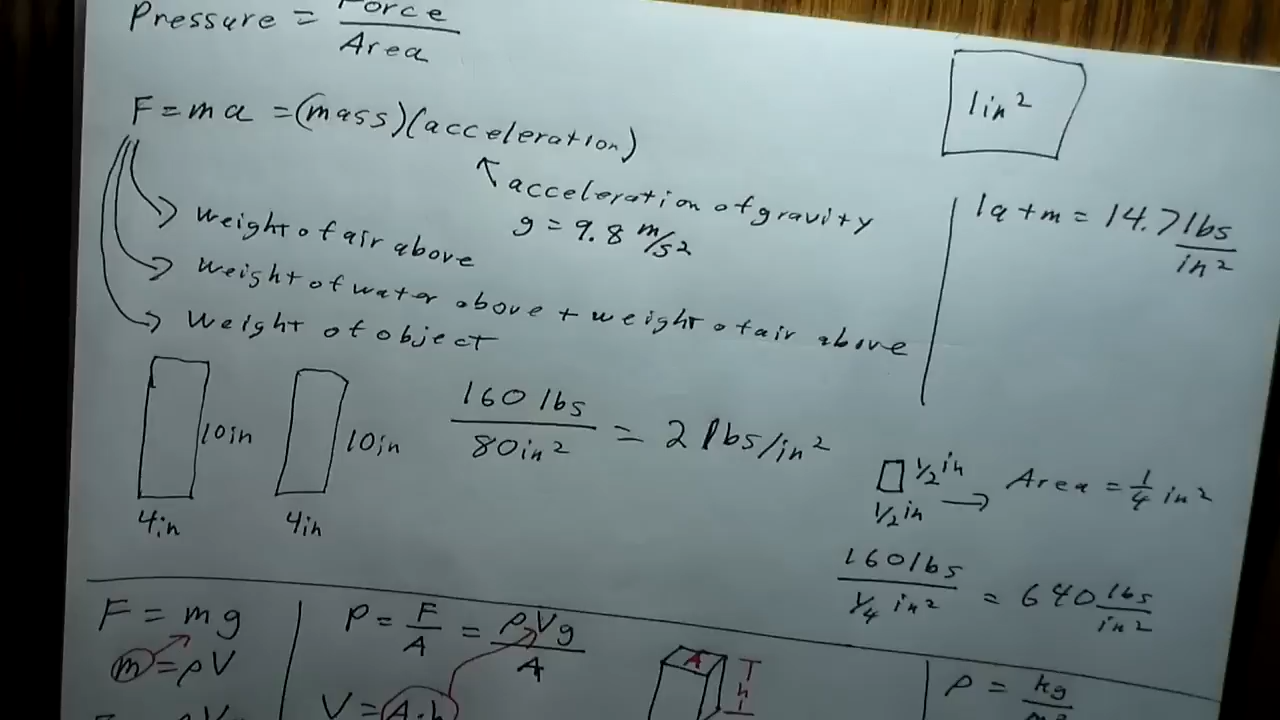 Pressure = Force / Area
1in²
F = ma = (mass)(acceleration)
acceleration of gravity
g = 9.8 m/s²
1atm = 14.7 lbs/in²
weight of air above
weight of water above + weight of air above
weight of object
10in 10in
4in 4in
160 lbs / 80in² = 2 lbs/in²
1/2 in
1/2 in → Area = 1/4 in²
160lbs / 1/4 in² = 640 lbs/in²
F = mg
m = ρV
P = F/A = ρVg/A
V = A·h
A h
ρ = kg/m³